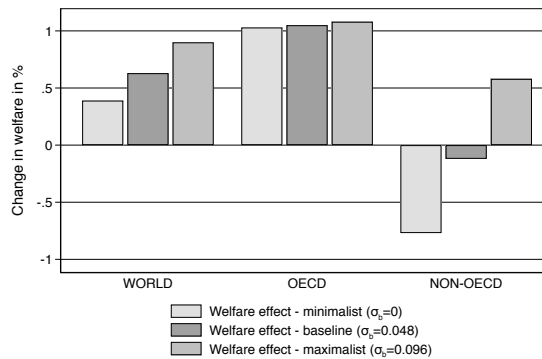 Change in welfare in %
1
.5
0
-.5
-1
WORLD OECD NON-OECD
Welfare effect - minimalist (σb=0)
Welfare effect - baseline (σb=0.048)
Welfare effect - maximalist (σb=0.096)